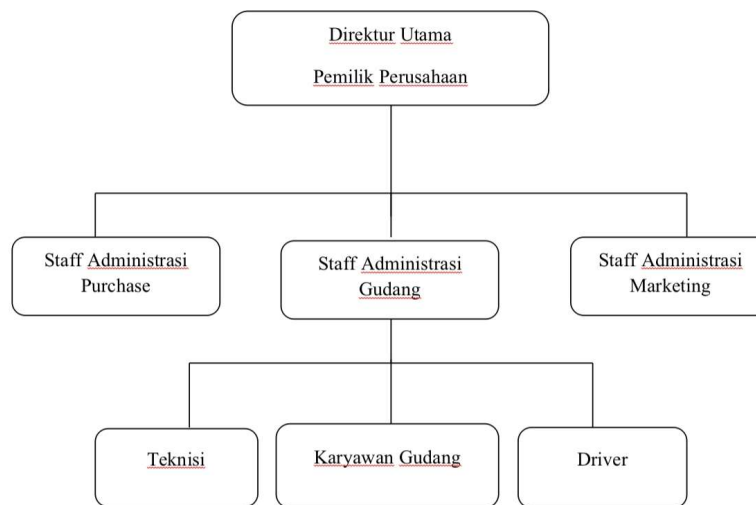 Direktur Utama
Pemilik Perusahaan
Staff Administrasi
Purchase
Staff Administrasi
Gudang
Staff Administrasi
Marketing
Teknisi
Karyawan Gudang
Driver